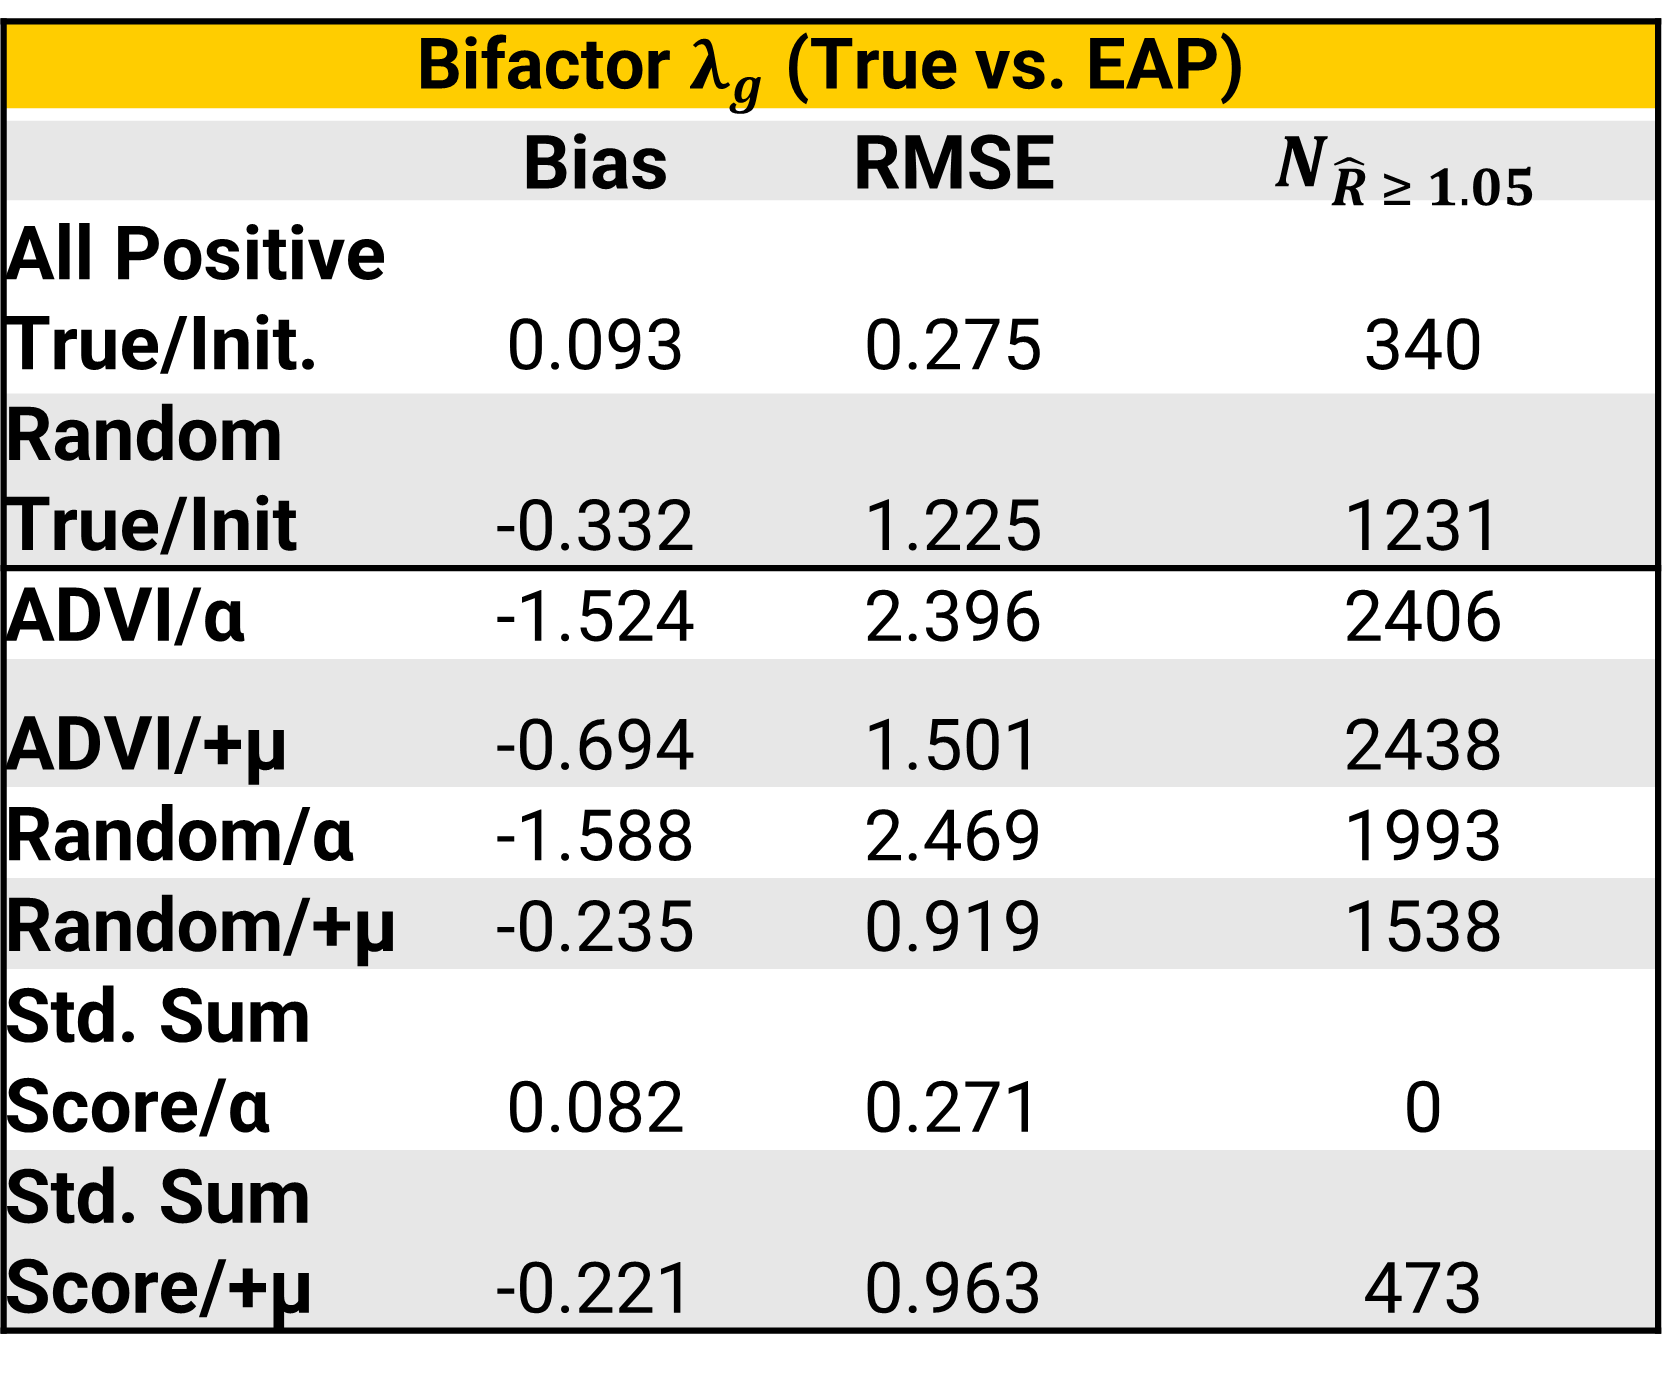 Bifactor λg (True vs. EAP)
Bias RMSE N R̂ ≥ 1.05
All Positive
True/Init. 0.093 0.275 340
Random
True/Init -0.332 1.225 1231
ADVI/α -1.524 2.396 2406
ADVI/+μ -0.694 1.501 2438
Random/α -1.588 2.469 1993
Random/+μ -0.235 0.919 1538
Std. Sum
Score/α 0.082 0.271 0
Std. Sum
Score/+μ -0.221 0.963 473